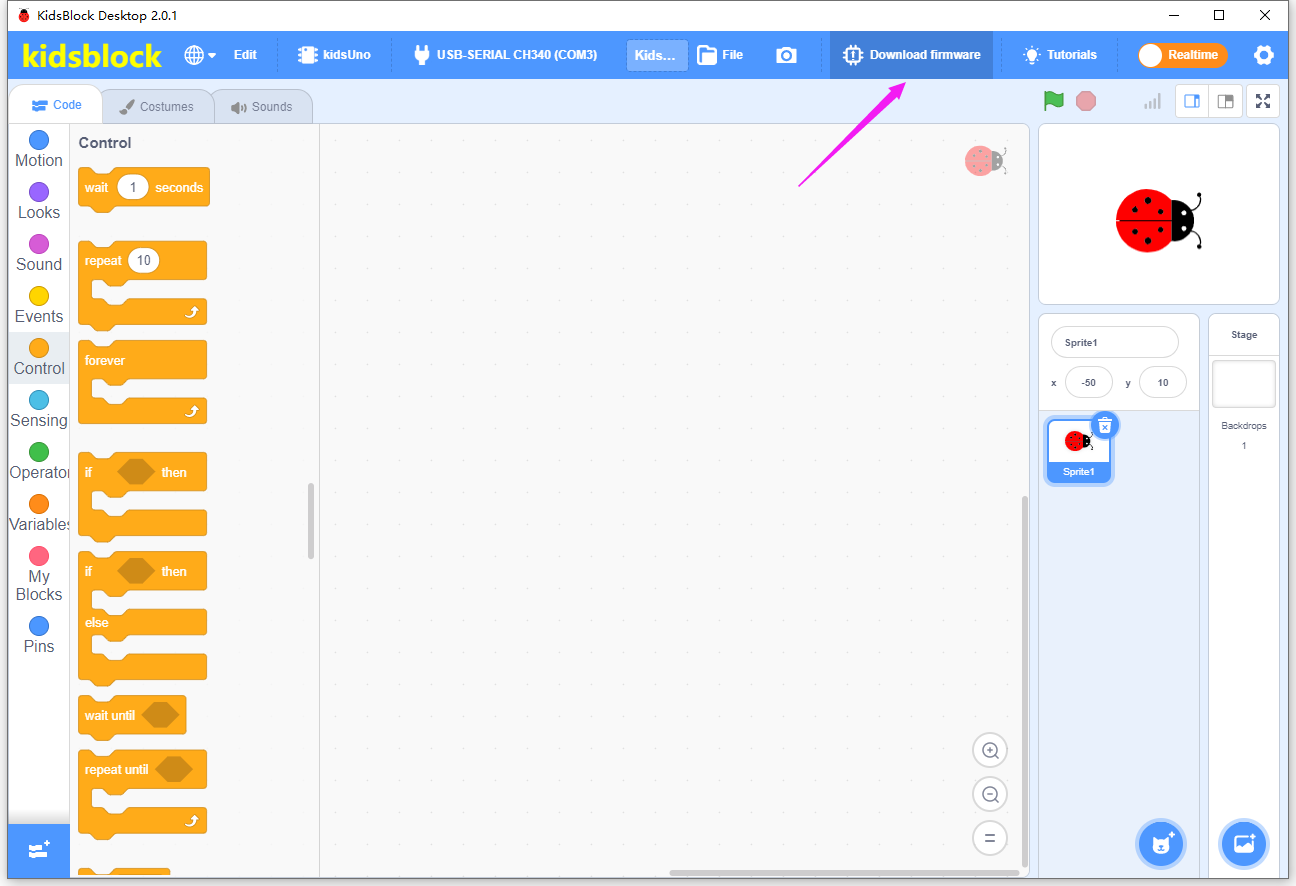 KidsBlock Desktop 2.0.1
kidsblock
Edit
kidsUno
USB-SERIAL CH340 (COM3)
Kids...
File
Download firmware
Tutorials
Realtime
Code
Costumes
Sounds
Motion
Looks
Sound
Events
Control
Sensing
Operator
Variables
My
Blocks
Pins
Control
wait 1 seconds
repeat 10
forever
if then
if then
else
wait until
repeat until
Sprite1
x -50 y 10
Sprite1
Stage
Backdrops
1